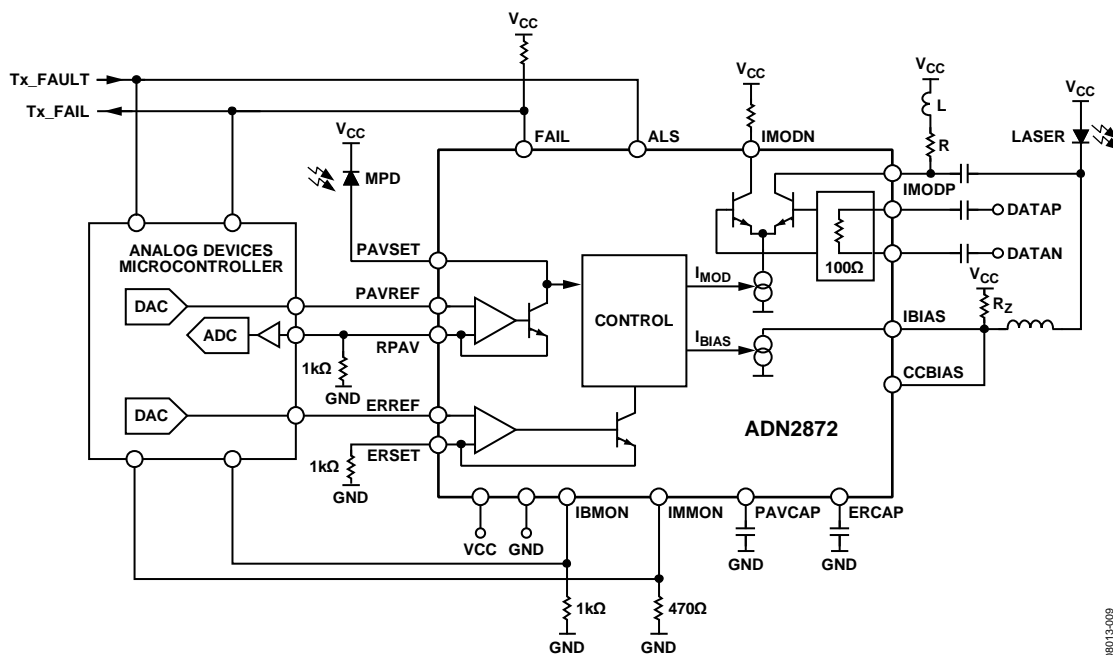 VCC
Tx_FAULT
Tx_FAIL
VCC
VCC
VCC
L
R
LASER
VCC
MPD
FAIL
ALS
IMODN
IMODP
DATAP
DATAN
100Ω
ANALOG DEVICES
MICROCONTROLLER
PAVSET
PAVREF
RPAV
DAC
ADC
1kΩ
GND
DAC
ERREF
ERSET
1kΩ
GND
CONTROL
IMOD
IBIAS
VCC
RZ
IBIAS
CCBIAS
ADN2872
VCC
GND
IBMON
IMMON
PAVCAP
ERCAP
GND
GND
1kΩ
GND
470Ω
GND
08013-009